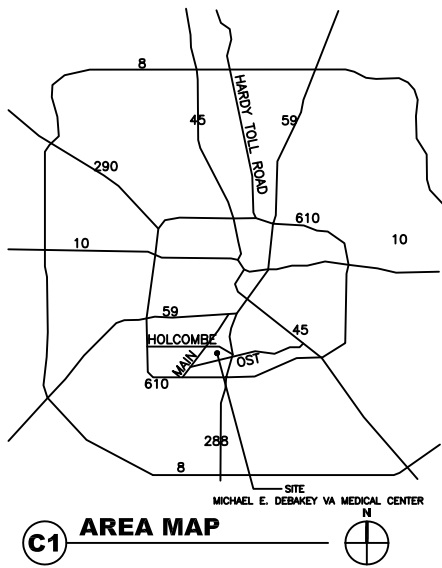 8
45
HARDY TOLL ROAD
59
290
610
10
10
59
45
HOLCOMBE
MAIN
OST
610
288
8
SITE
MICHAEL E. DEBAKEY VA MEDICAL CENTER
N
C1
AREA MAP